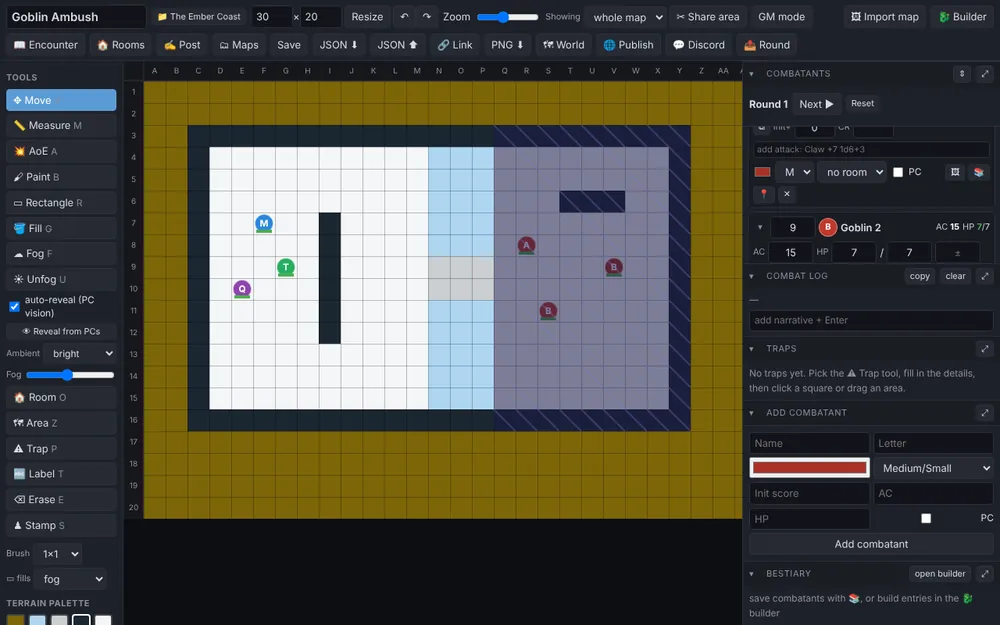 Goblin Ambush 📁 The Ember Coast 30 × 20 Resize ↶ ↷ Zoom Showing whole map ✂ Share area GM mode 🖼 Import map 🐉 Builder
📖 Encounter 🏠 Rooms ✍ Post 🗂 Maps Save JSON ⬇ JSON ⬆ 🔗 Link PNG ⬇ 🗺 World 🌐 Publish 💬 Discord 📤 Round
TOOLS
✥ Move
📏 Measure M
💥 AoE A
🖌 Paint B
▭ Rectangle R
🪣 Fill G
☁ Fog F
☀ Unfog U
auto-reveal (PC
vision)
👁 Reveal from PCs
Ambient bright
Fog
🏠 Room O
🗺 Area Z
⚠ Trap P
🔤 Label T
⌫ Erase E
♟ Stamp S
Brush 1×1
▭ fills fog
TERRAIN PALETTE
A B C D E F G H I J K L M N O P Q R S T U V W X Y Z AA
1
2
3
4
5
6
7
8
9
10
11
12
13
14
15
16
17
18
19
20
M
T
Q
A
B
B
COMBATANTS
Round 1 Next ▶ Reset
Init+ 0 CR
add attack: Claw +7 1d6+3
M no room PC
9 B Goblin 2 AC 15 HP 7/7
AC 15 HP 7 / 7 ±
COMBAT LOG copy clear
—
add narrative + Enter
TRAPS
No traps yet. Pick the ⚠ Trap tool, fill in the details,
then click a square or drag an area.
ADD COMBATANT
Name Letter
Medium/Small
Init score AC
HP PC
Add combatant
BESTIARY open builder
save combatants with 📚, or build entries in the 🐉
builder